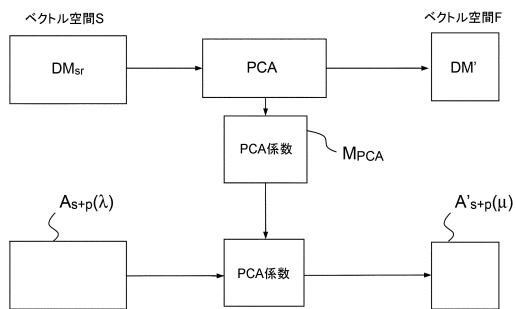 ベクトル空間S
ベクトル空間F
DMsr
PCA
DM'
PCA係数
MPCA
As+p(λ)
A's+p(μ)
PCA係数